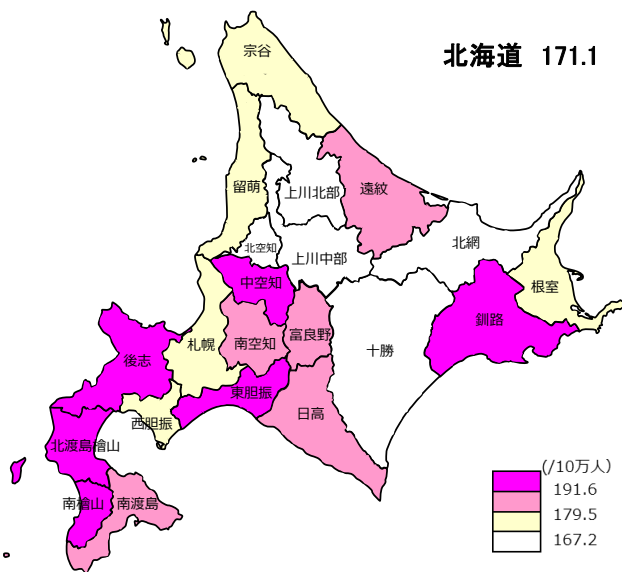 北海道 171.1
宗谷
留萌
上川北部
遠紋
北空知
上川中部
北網
中空知
根室
釧路
札幌
南空知
富良野
十勝
後志
東胆振
日高
西胆振
北渡島檜山
南檜山
南渡島
(/10万人)
191.6
179.5
167.2